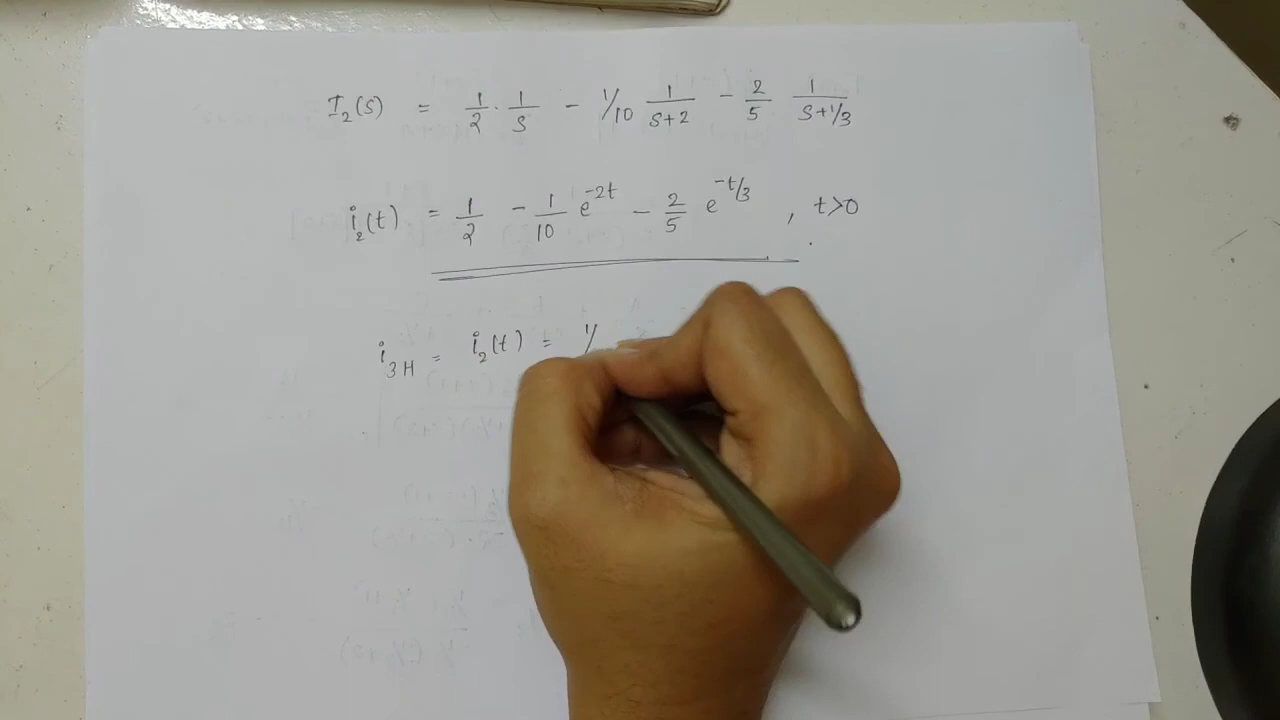 I₂(s) = 1/2 · 1/s - 1/10 1/(s+2) - 2/5 1/(s+1/3)
i₂(t) = 1/2 - 1/10 e^(-2t) - 2/5 e^(-t/3) , t>0
i_3H = i₂(t) = 1/